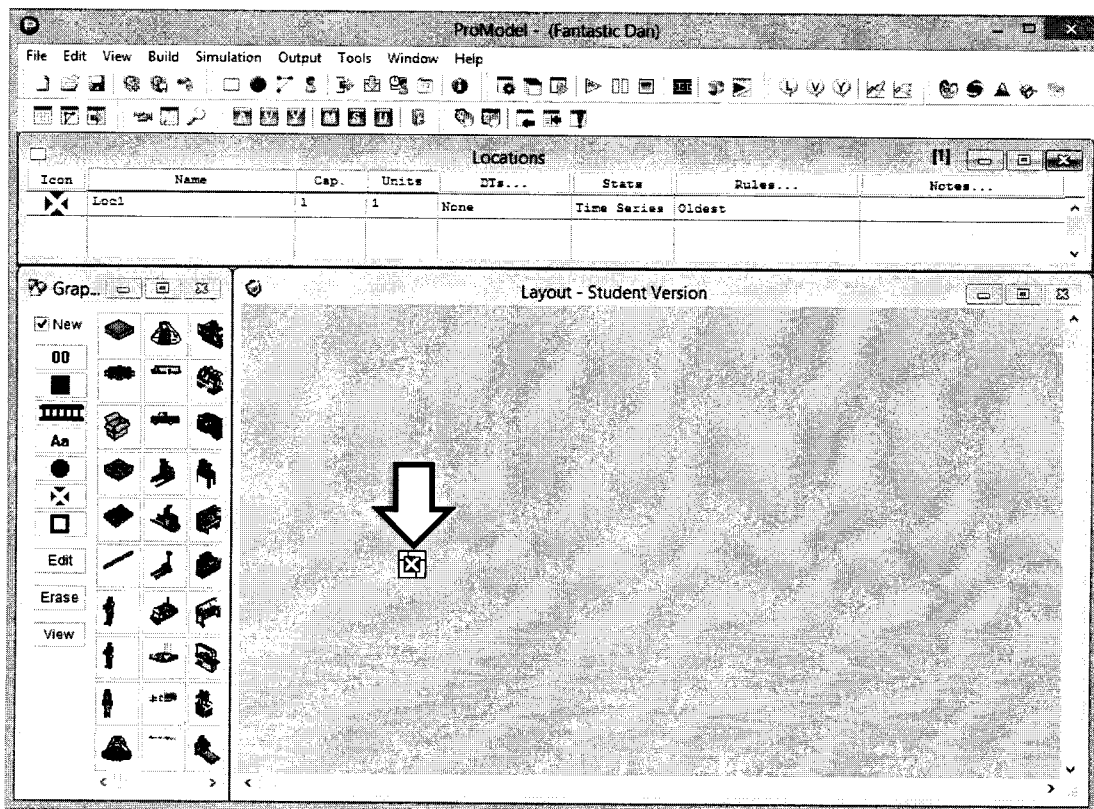 ProModel - (Fantastic Dan)
File Edit View Build Simulation Output Tools Window Help
Locations
[1]
Icon Name Cap. Units DTs... Stats Rules... Notes...
Loc1 1 1 None Time Series Oldest
Grap...
Layout - Student Version
New
00
Aa
Edit
Erase
View